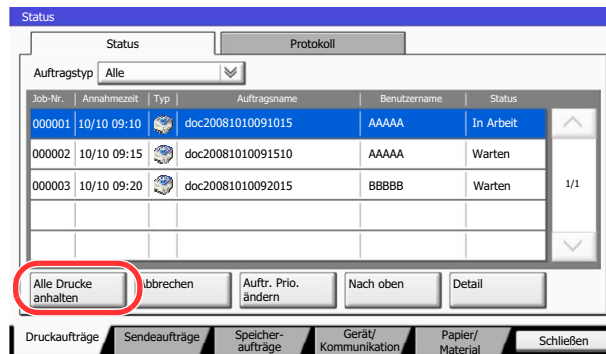 Status
Status Protokoll
Auftragstyp Alle
Job-Nr. Annahmezeit Typ Auftragsname Benutzername Status
000001 10/10 09:10 doc20081010091015 AAAAA In Arbeit
000002 10/10 09:15 doc20081010091510 AAAAA Warten
000003 10/10 09:20 doc20081010092015 BBBBB Warten
1/1
Alle Drucke anhalten
Abbrechen
Auftr. Prio. ändern
Nach oben
Detail
Druckaufträge
Sendeaufträge
Speicher-
aufträge
Gerät/
Kommunikation
Papier/
Material
Schließen